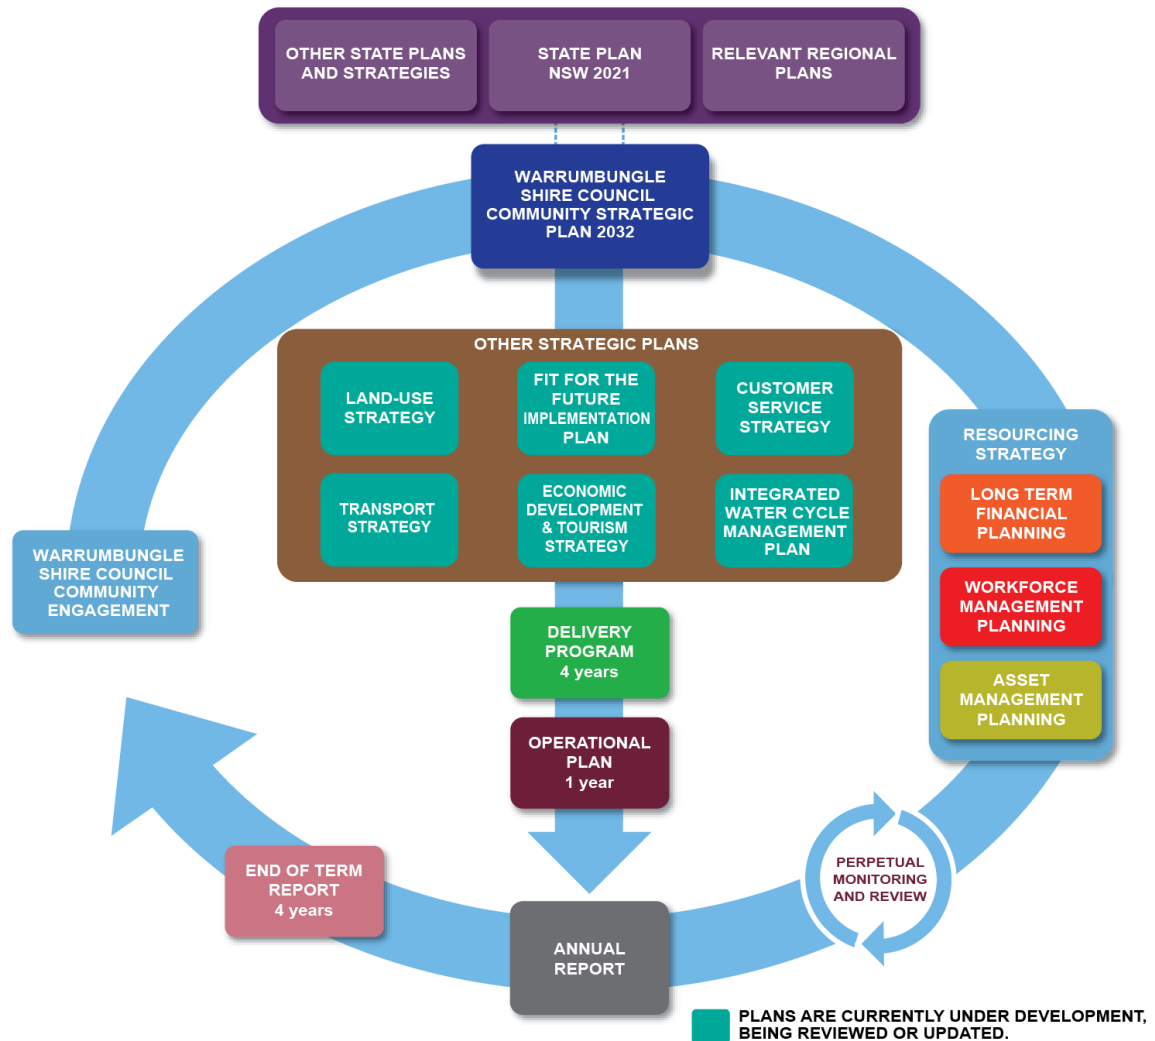 OTHER STATE PLANS
AND STRATEGIES
STATE PLAN
NSW 2021
RELEVANT REGIONAL
PLANS
WARRUMBUNGLE
SHIRE COUNCIL
COMMUNITY STRATEGIC
PLAN 2032
OTHER STRATEGIC PLANS
LAND-USE
STRATEGY
FIT FOR THE
FUTURE
IMPLEMENTATION
PLAN
CUSTOMER
SERVICE
STRATEGY
TRANSPORT
STRATEGY
ECONOMIC
DEVELOPMENT
& TOURISM
STRATEGY
INTEGRATED
WATER CYCLE
MANAGEMENT
PLAN
RESOURCING
STRATEGY
LONG TERM
FINANCIAL
PLANNING
WORKFORCE
MANAGEMENT
PLANNING
ASSET
MANAGEMENT
PLANNING
WARRUMBUNGLE
SHIRE COUNCIL
COMMUNITY
ENGAGEMENT
DELIVERY
PROGRAM
4 years
OPERATIONAL
PLAN
1 year
PERPETUAL
MONITORING
AND REVIEW
END OF TERM
REPORT
4 years
ANNUAL
REPORT
PLANS ARE CURRENTLY UNDER DEVELOPMENT,
BEING REVIEWED OR UPDATED.